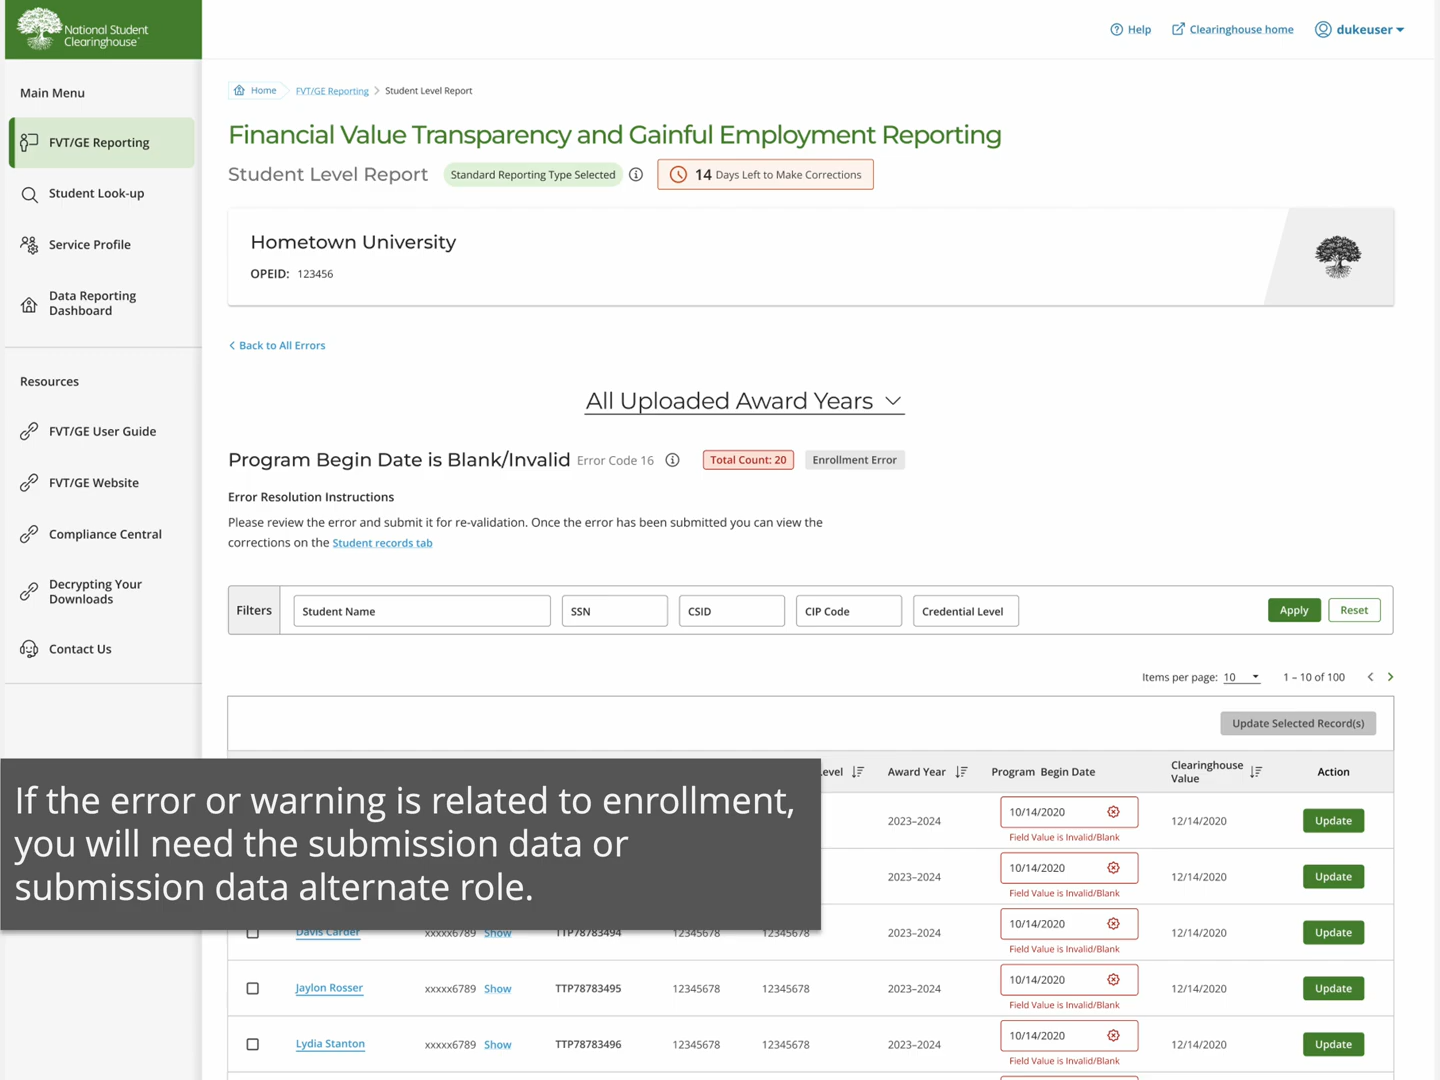 National Student
Clearinghouse
Help
Clearinghouse home
dukeuser
Main Menu
FVT/GE Reporting
Student Look-up
Service Profile
Data Reporting
Dashboard
Resources
FVT/GE User Guide
FVT/GE Website
Compliance Central
Decrypting Your
Downloads
Contact Us
Home FVT/GE Reporting > Student Level Report
Financial Value Transparency and Gainful Employment Reporting
Student Level Report Standard Reporting Type Selected 14 Days Left to Make Corrections
Hometown University
OPEID: 123456
Back to All Errors
All Uploaded Award Years
Program Begin Date is Blank/Invalid Error Code 16 Total Count: 20 Enrollment Error
Error Resolution Instructions
Please review the error and submit it for re-validation. Once the error has been submitted you can view the
corrections on the Student records tab
Filters Student Name SSN CSID CIP Code Credential Level Apply Reset
Items per page: 10 1 – 10 of 100
Update Selected Record(s)
Level Award Year Program Begin Date Clearinghouse
Value Action
2023–2024 10/14/2020 12/14/2020 Update
Field Value is Invalid/Blank
2023–2024 10/14/2020 12/14/2020 Update
Field Value is Invalid/Blank
If the error or warning is related to enrollment,
you will need the submission data or
submission data alternate role.
Davis Carder xxxxx6789 Show TTP78783494 12345678 12345678 2023–2024 10/14/2020 12/14/2020 Update
Field Value is Invalid/Blank
Jaylon Rosser xxxxx6789 Show TTP78783495 12345678 12345678 2023–2024 10/14/2020 12/14/2020 Update
Field Value is Invalid/Blank
Lydia Stanton xxxxx6789 Show TTP78783496 12345678 12345678 2023–2024 10/14/2020 12/14/2020 Update
Field Value is Invalid/Blank